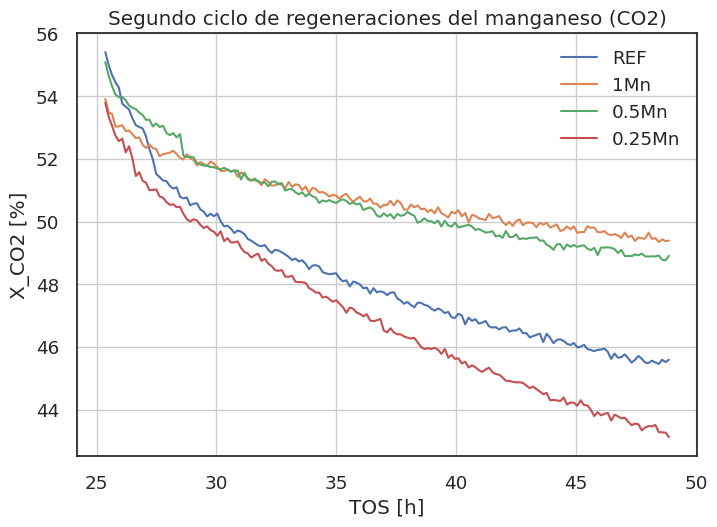 Segundo ciclo de regeneraciones del manganeso (CO2)
56
54
52
50
48
46
44
X_CO2 [%]
REF
1Mn
0.5Mn
0.25Mn
25
30
35
40
45
50
TOS [h]